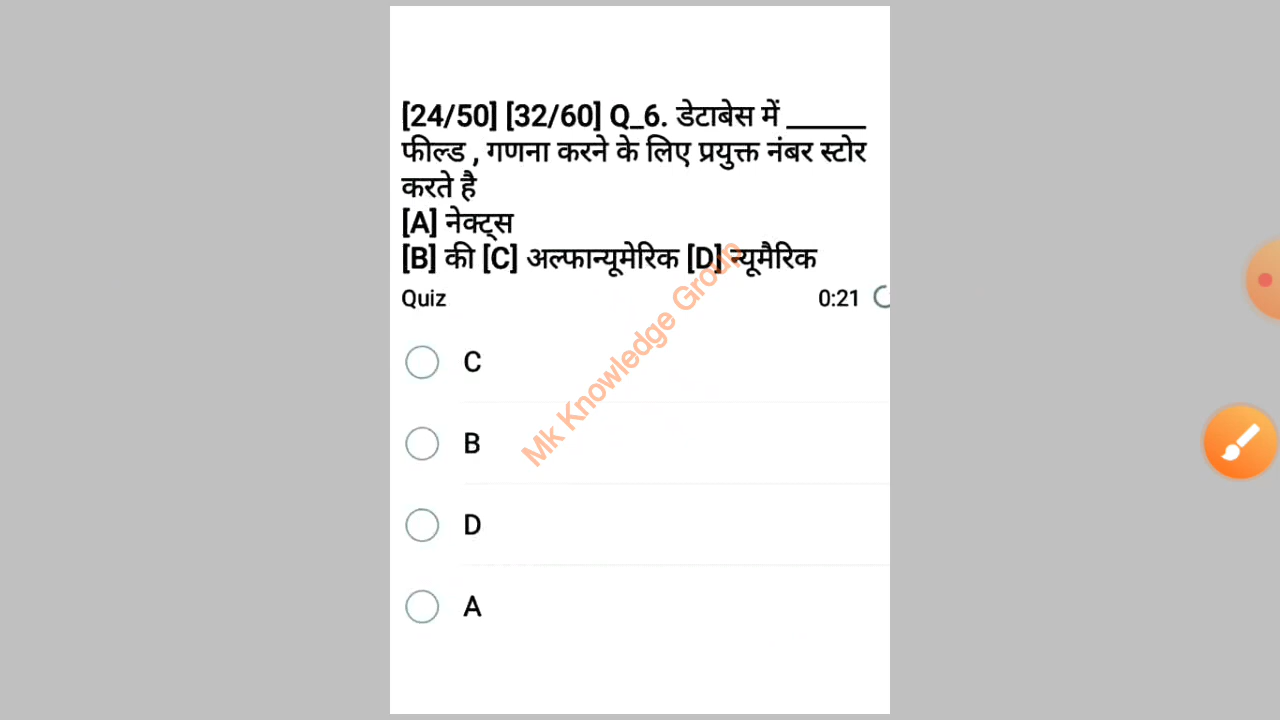 [24/50] [32/60] Q_6. डेटाबेस में ______
फील्ड , गणना करने के लिए प्रयुक्त नंबर स्टोर
करते है
[A] नेक्ट्स
[B] की [C] अल्फान्यूमेरिक [D] न्यूमैरिक
Quiz 0:21
C
B
D
A
Mk Knowledge Group